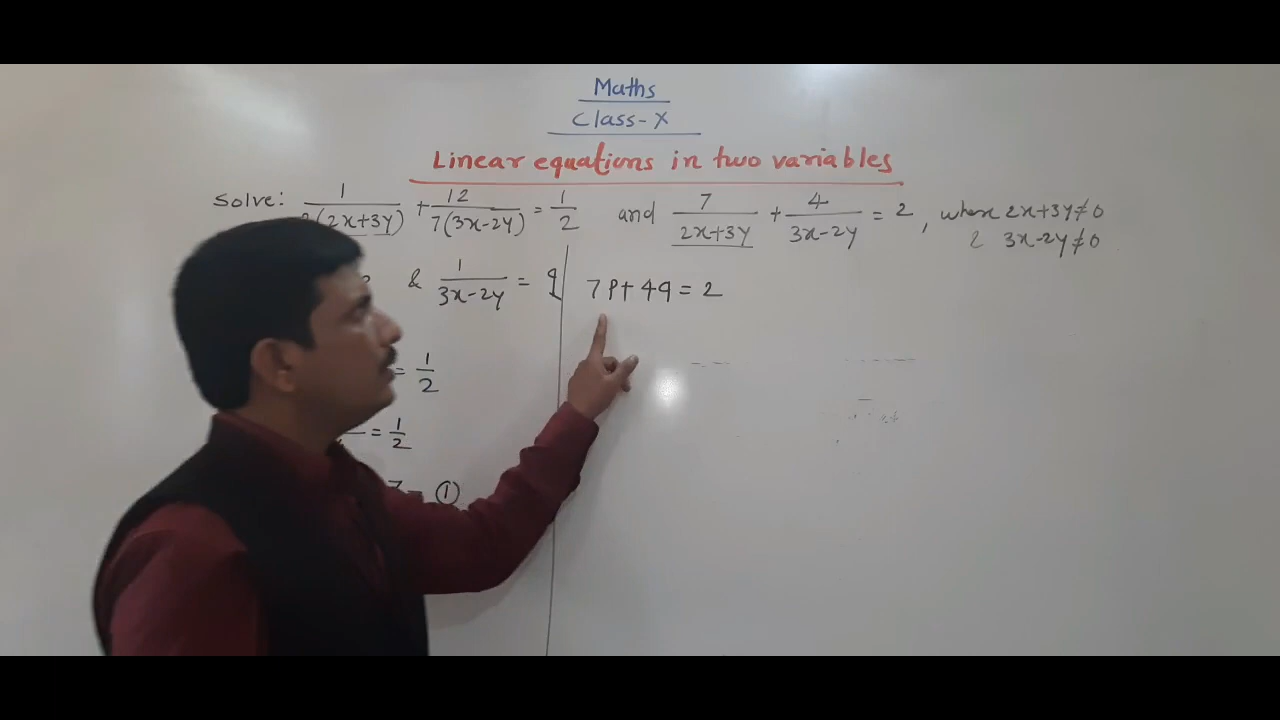 Maths
Class-X
Linear equations in two variables
Solve: 1/2(2x+3y) + 12/7(3x-2y) = 1/2 and 7/2x+3y + 4/3x-2y = 2, where 2x+3y≠0
& 3x-2y≠0
& 1/3x-2y = q
= 1/2
= 1/2
7 - ①
7p+4q = 2